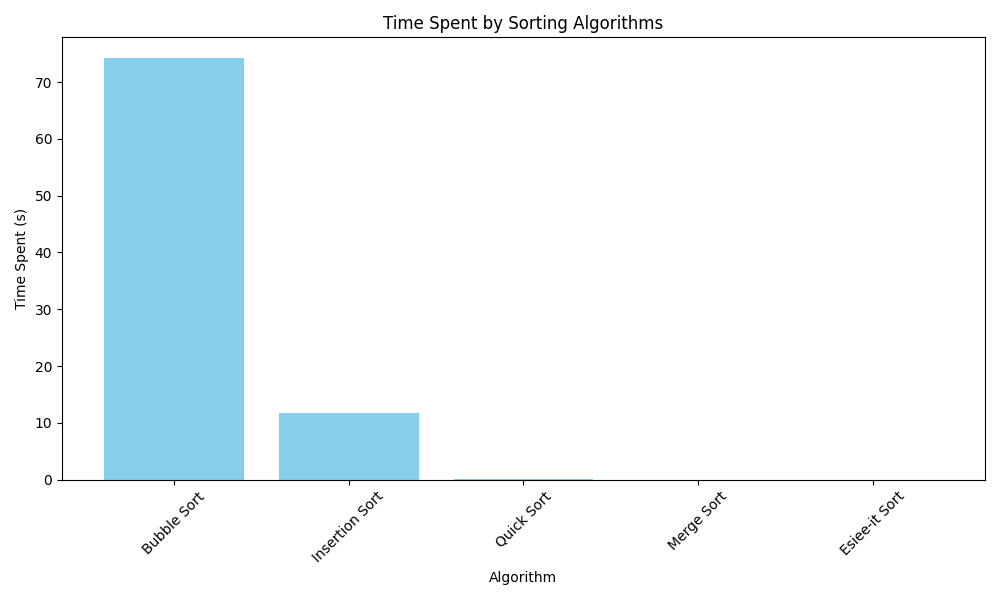 Time Spent by Sorting Algorithms
Time Spent (s)
70
60
50
40
30
20
10
0
Bubble Sort
Insertion Sort
Quick Sort
Merge Sort
Esiee-it Sort
Algorithm